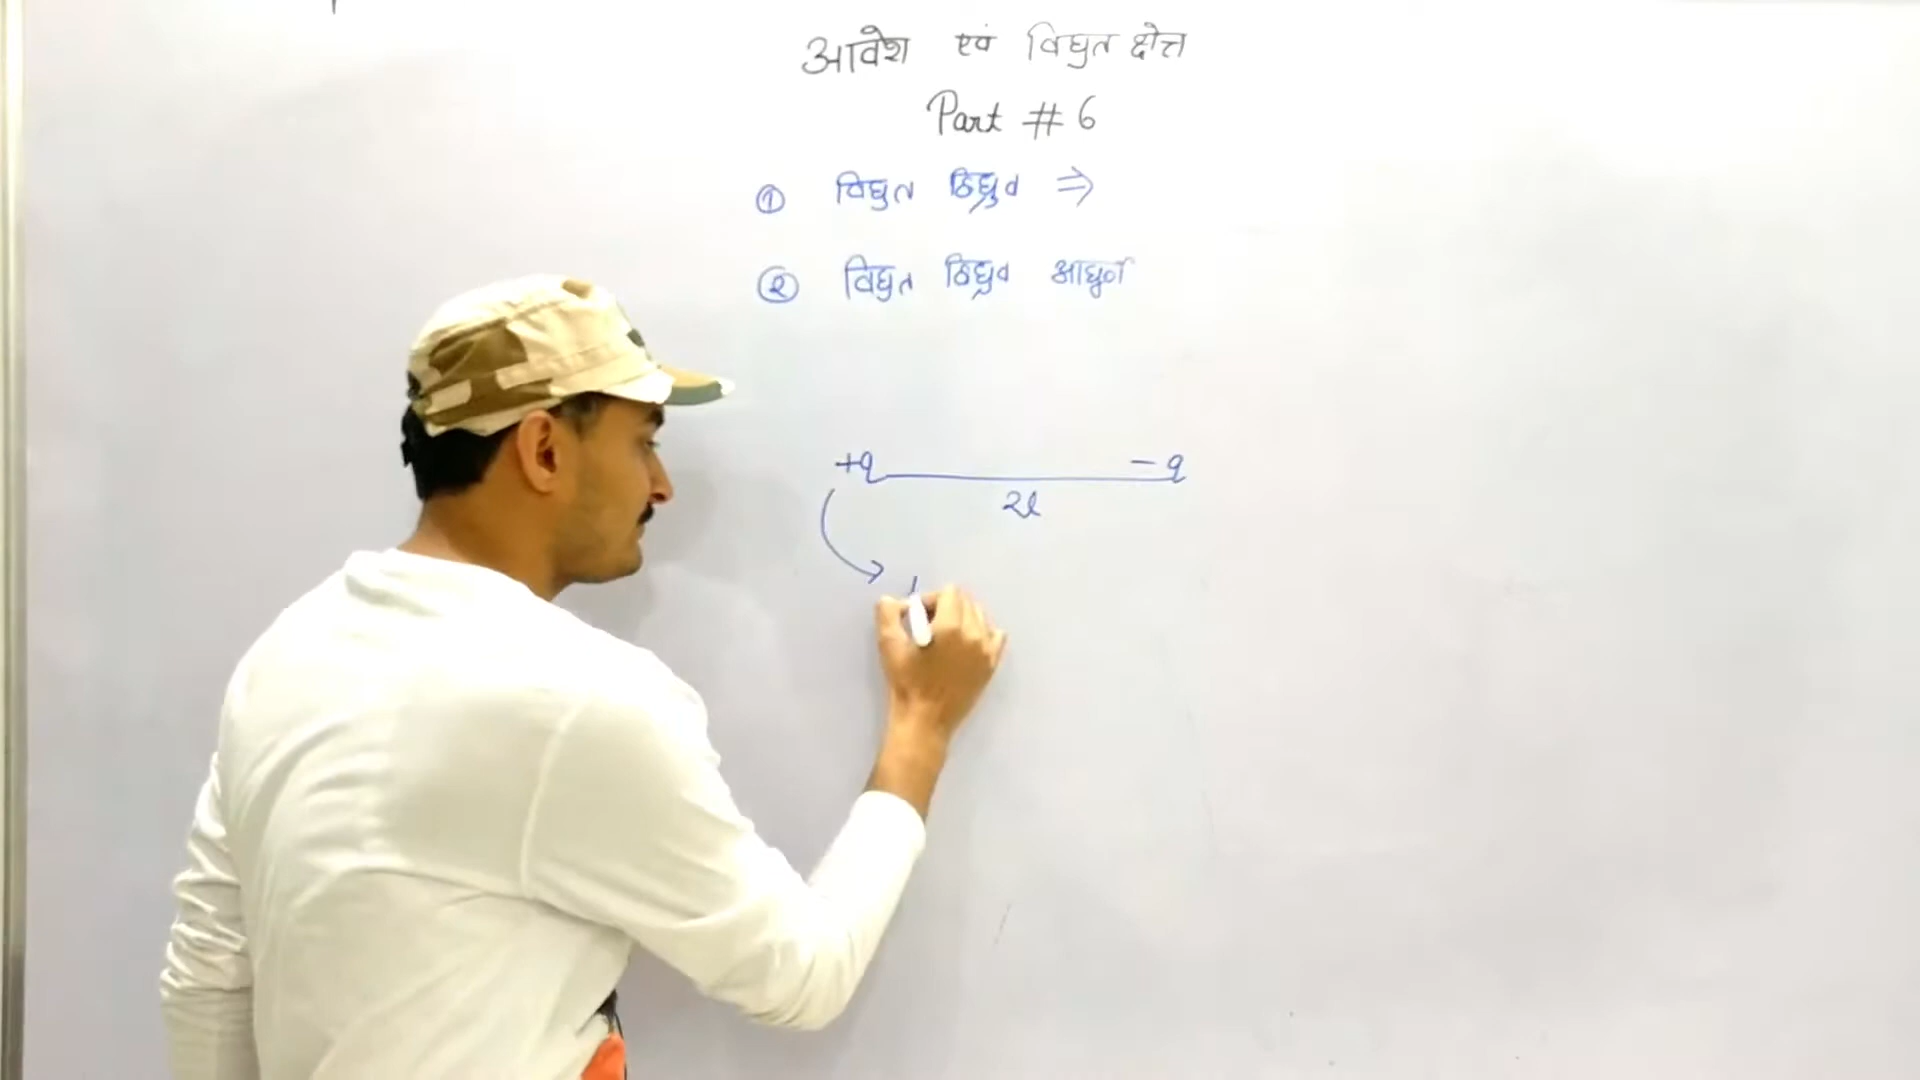 आवेश एवं विद्युत क्षेत्र
Part # 6
① विद्युत द्विध्रुव ⇒
② विद्युत द्विध्रुव आघूर्ण
+q - q
2l